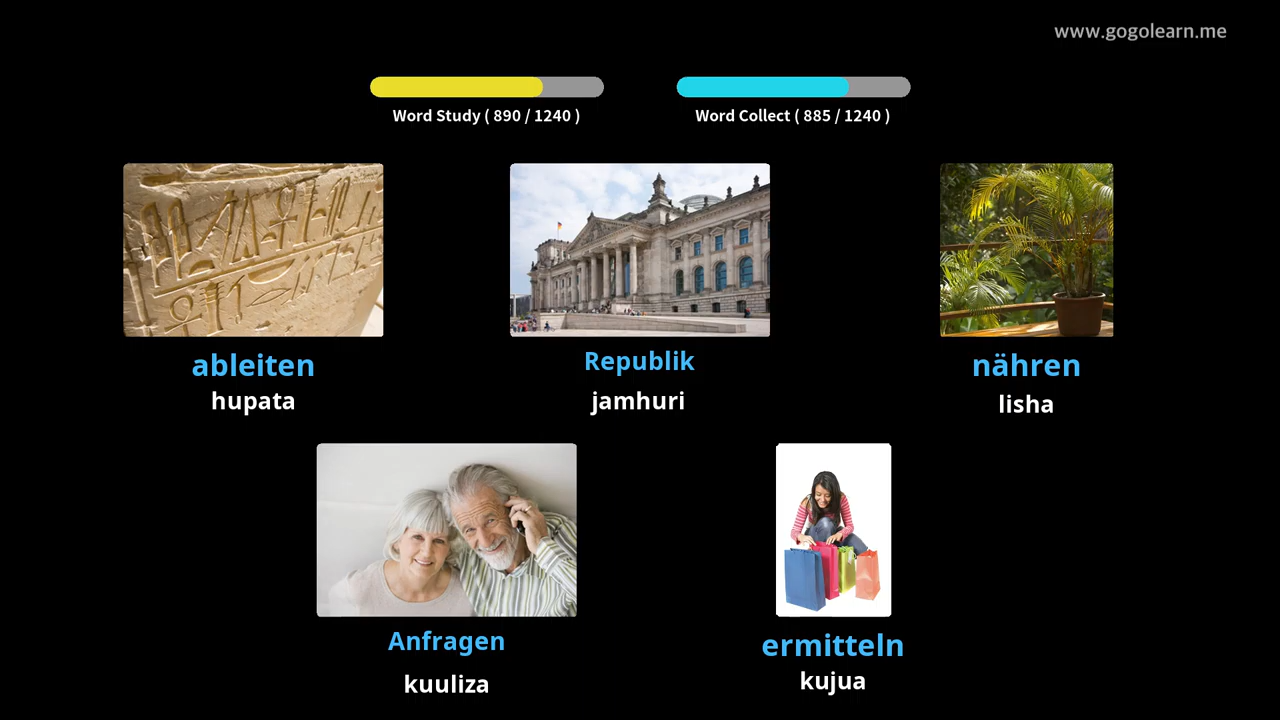 www.gogolearn.me
Word Study ( 890 / 1240 )
Word Collect ( 885 / 1240 )
ableiten
hupata
Republik
jamhuri
nähren
lisha
Anfragen
kuuliza
ermitteln
kujua